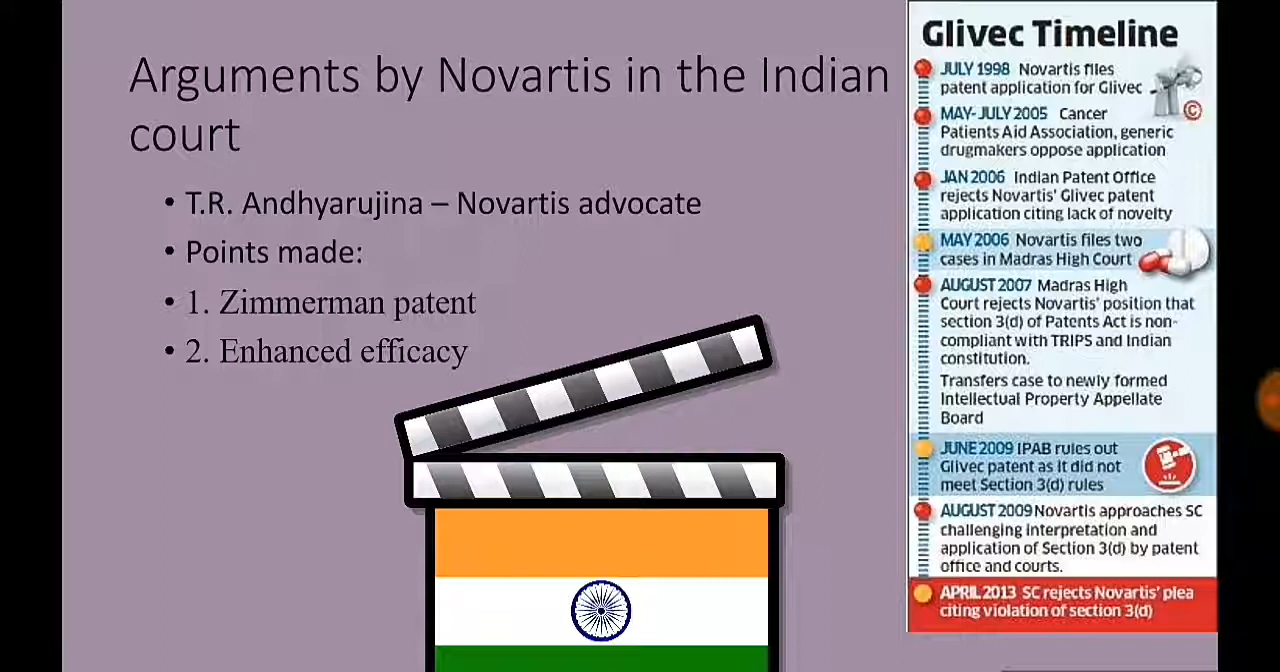 Arguments by Novartis in the Indian
court
• T.R. Andhyarujina – Novartis advocate
• Points made:
• 1. Zimmerman patent
• 2. Enhanced efficacy
Glivec Timeline
JULY 1998 Novartis files
patent application for Glivec
©
MAY-JULY 2005 Cancer
Patients Aid Association, generic
drugmakers oppose application
JAN 2006 Indian Patent Office
rejects Novartis' Glivec patent
application citing lack of novelty
MAY 2006 Novartis files two
cases in Madras High Court
AUGUST 2007 Madras High
Court rejects Novartis' position that
section 3(d) of Patents Act is non-
compliant with TRIPS and Indian
constitution.
Transfers case to newly formed
Intellectual Property Appellate
Board
JUNE 2009 IPAB rules out
Glivec patent as it did not
meet Section 3(d) rules
AUGUST 2009 Novartis approaches SC
challenging interpretation and
application of Section 3(d) by patent
office and courts.
APRIL 2013 SC rejects Novartis' plea
citing violation of section 3(d)